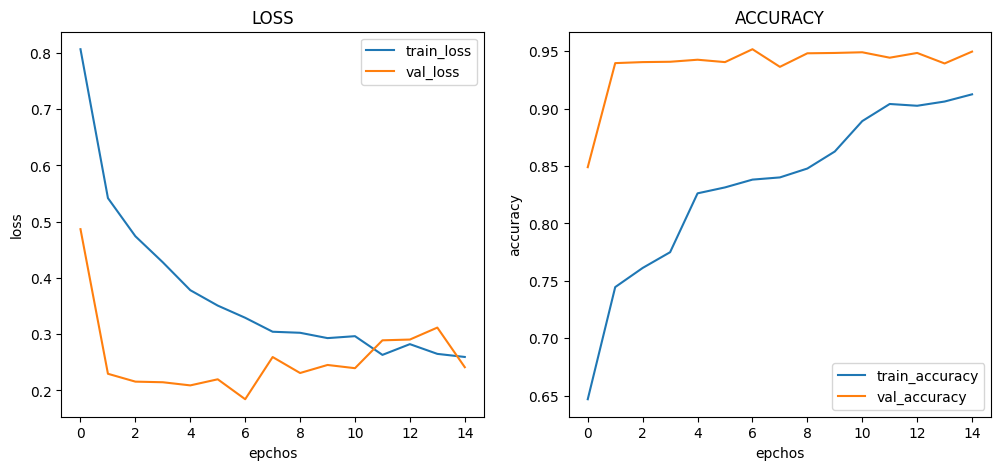 LOSS
0.8
0.7
0.6
0.5
0.4
0.3
0.2
loss
train_loss
val_loss
0 2 4 6 8 10 12 14
epchos
ACCURACY
0.95
0.90
0.85
0.80
0.75
0.70
0.65
accuracy
train_accuracy
val_accuracy
0 2 4 6 8 10 12 14
epchos